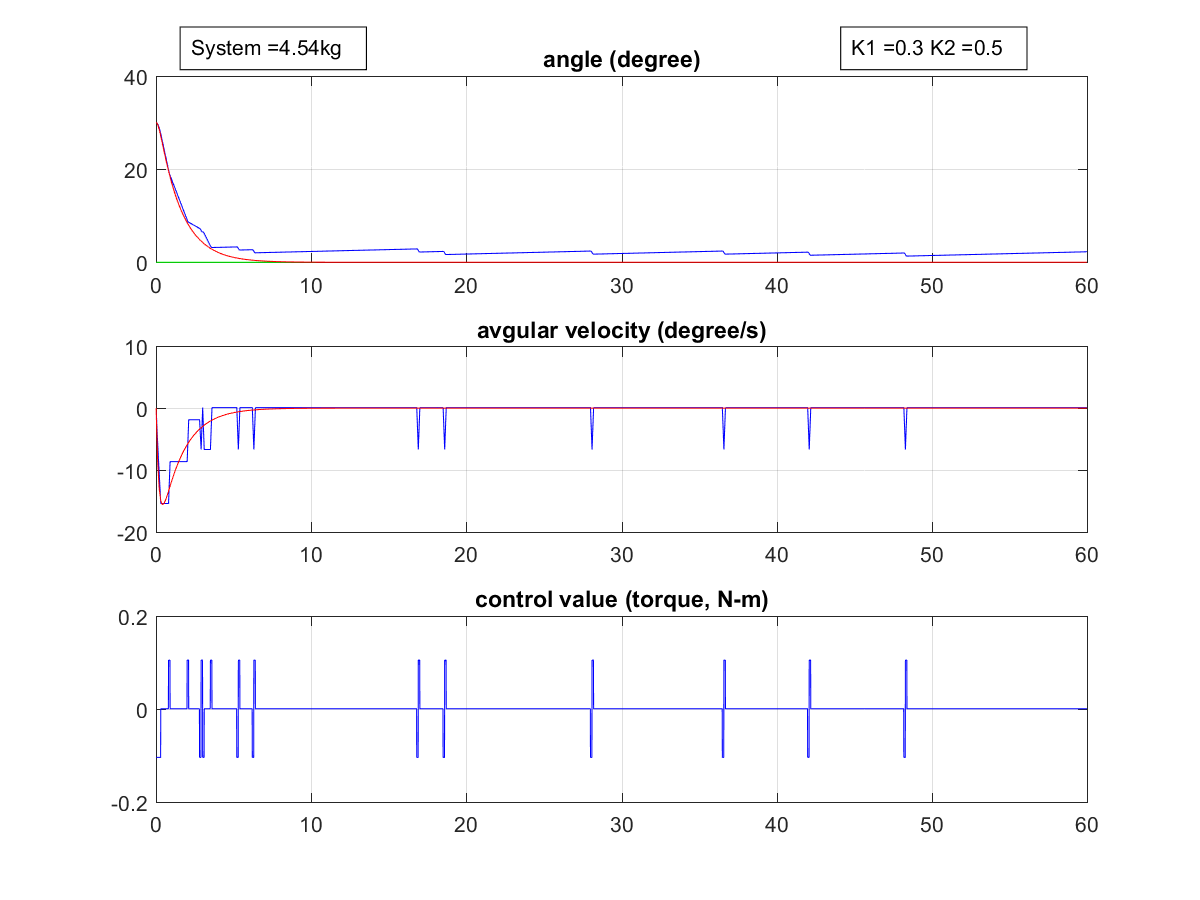 System =4.54kg
K1 =0.3 K2 =0.5
angle (degree)
40
20
0
0 10 20 30 40 50 60
avgular velocity (degree/s)
10
0
-10
-20
0 10 20 30 40 50 60
control value (torque, N-m)
0.2
0
-0.2
0 10 20 30 40 50 60